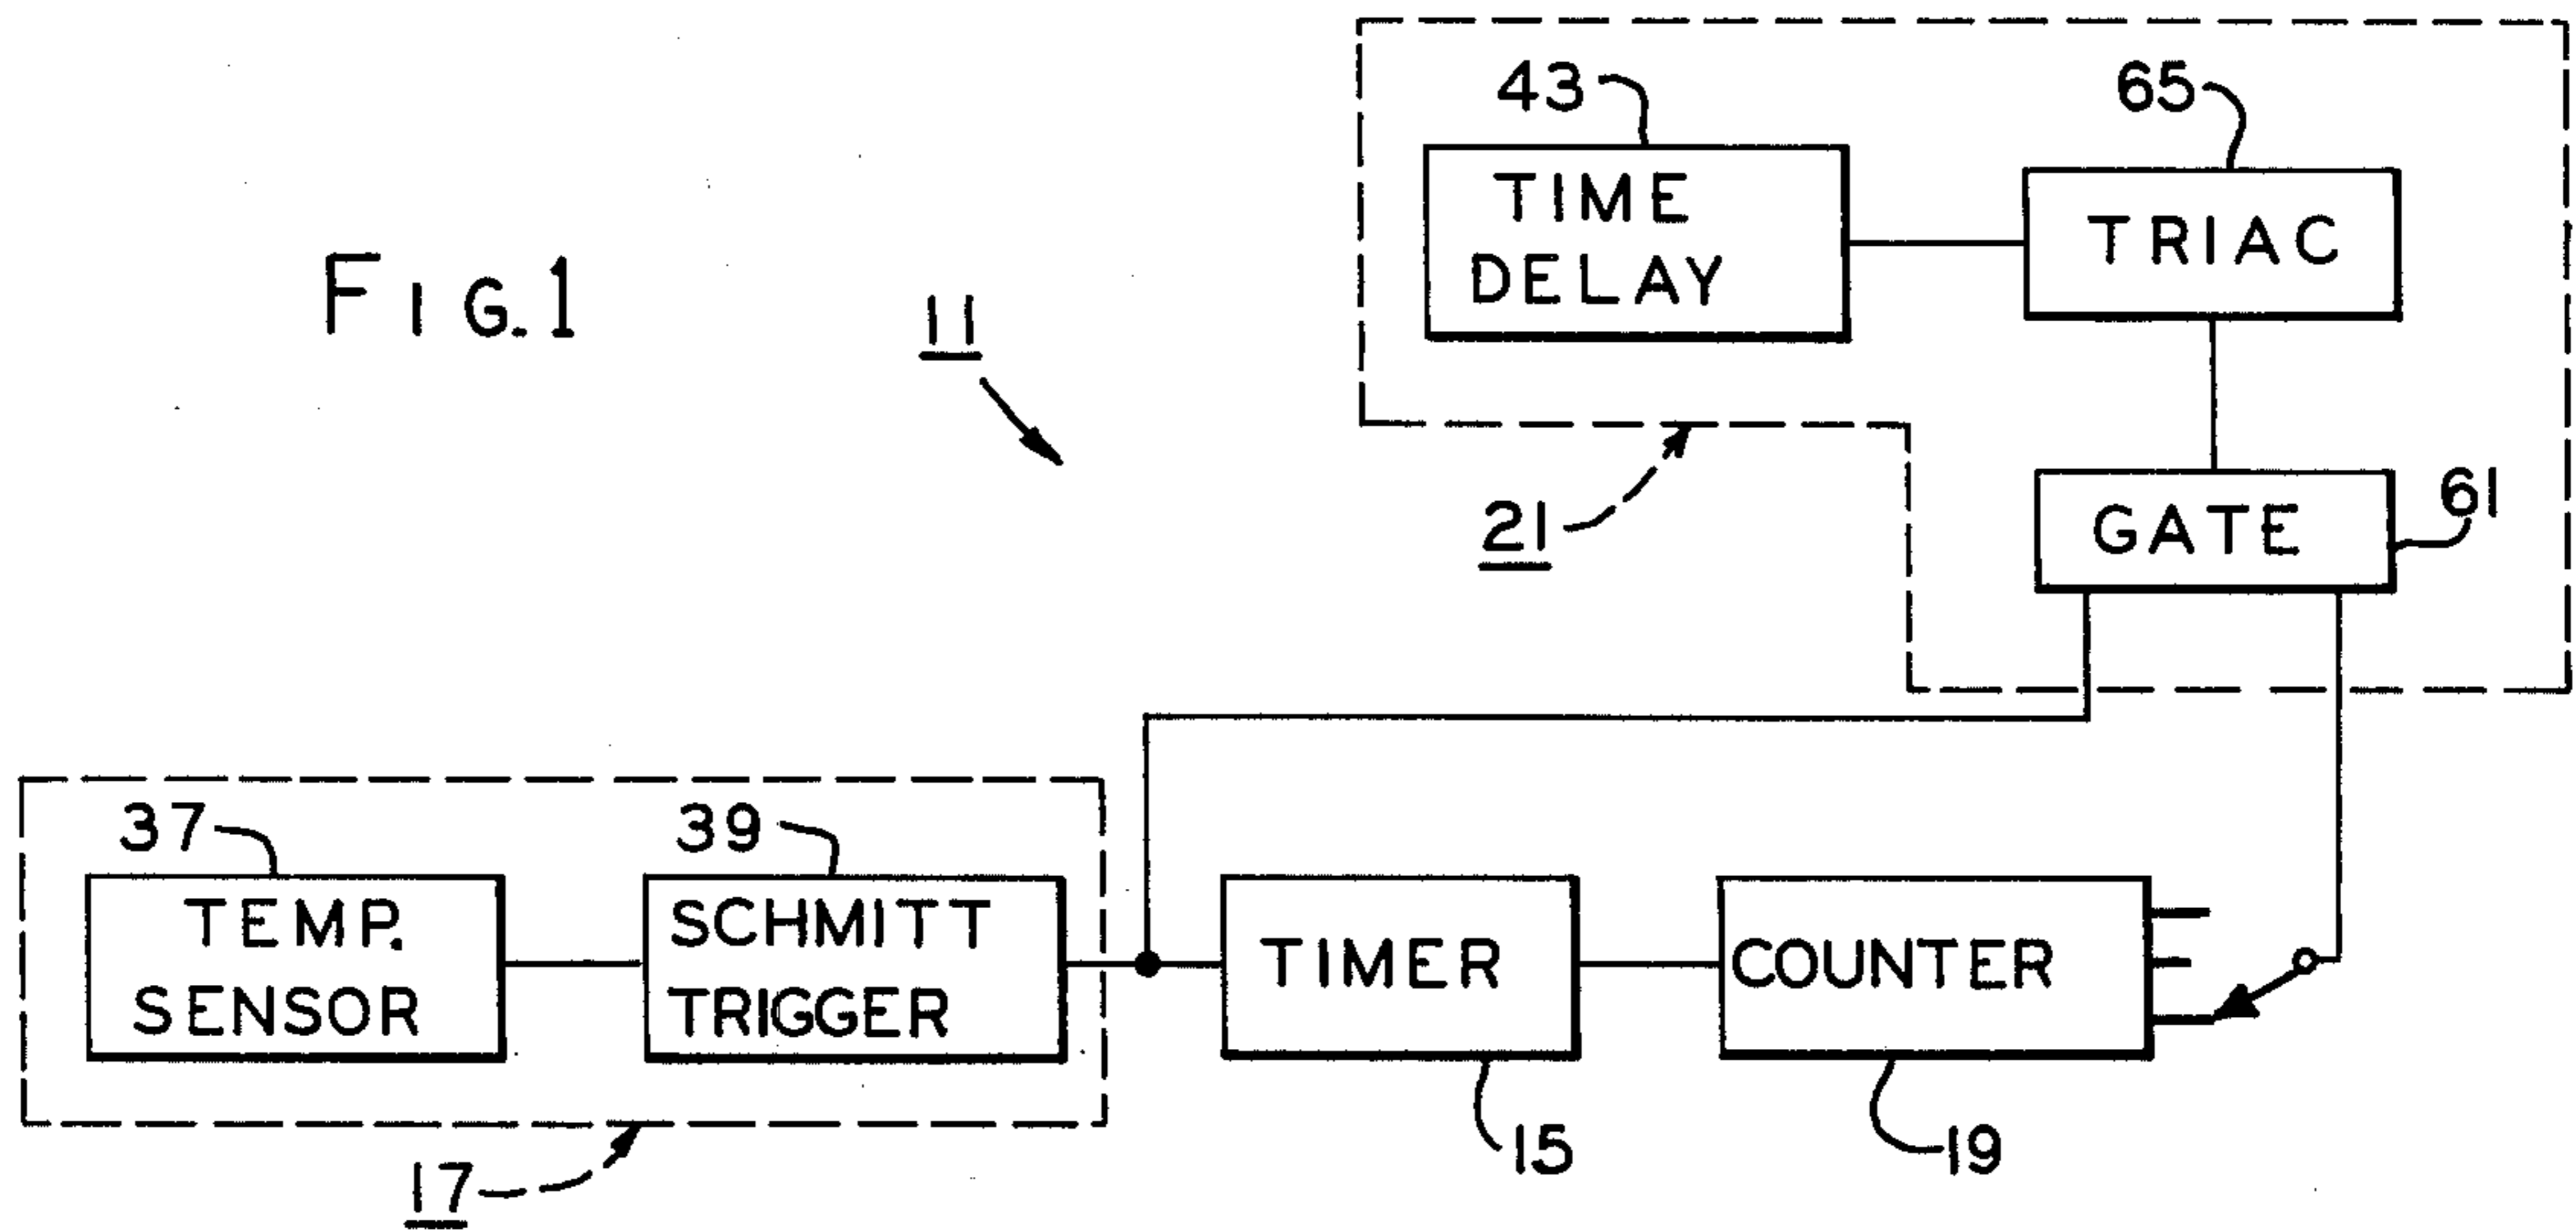 43
65
TIME
DELAY
TRIAC
FIG.1
11
61
GATE
21
37
39
TEMP.
SENSOR
SCHMITT
TRIGGER
TIMER
COUNTER
15
19
17